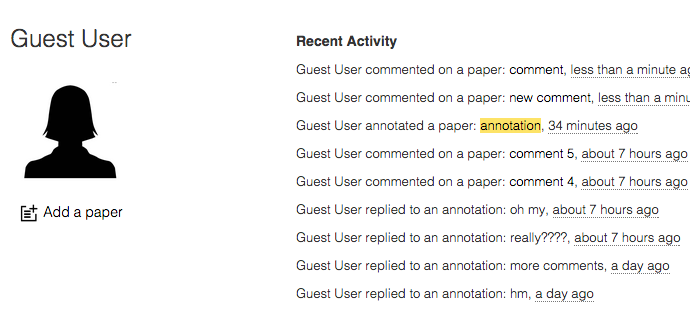 Guest User
Add a paper
Recent Activity
Guest User commented on a paper: comment, less than a minute ag
Guest User commented on a paper: new comment, less than a minu
Guest User annotated a paper: annotation, 34 minutes ago
Guest User commented on a paper: comment 5, about 7 hours ago
Guest User commented on a paper: comment 4, about 7 hours ago
Guest User replied to an annotation: oh my, about 7 hours ago
Guest User replied to an annotation: really????, about 7 hours ago
Guest User replied to an annotation: more comments, a day ago
Guest User replied to an annotation: hm, a day ago